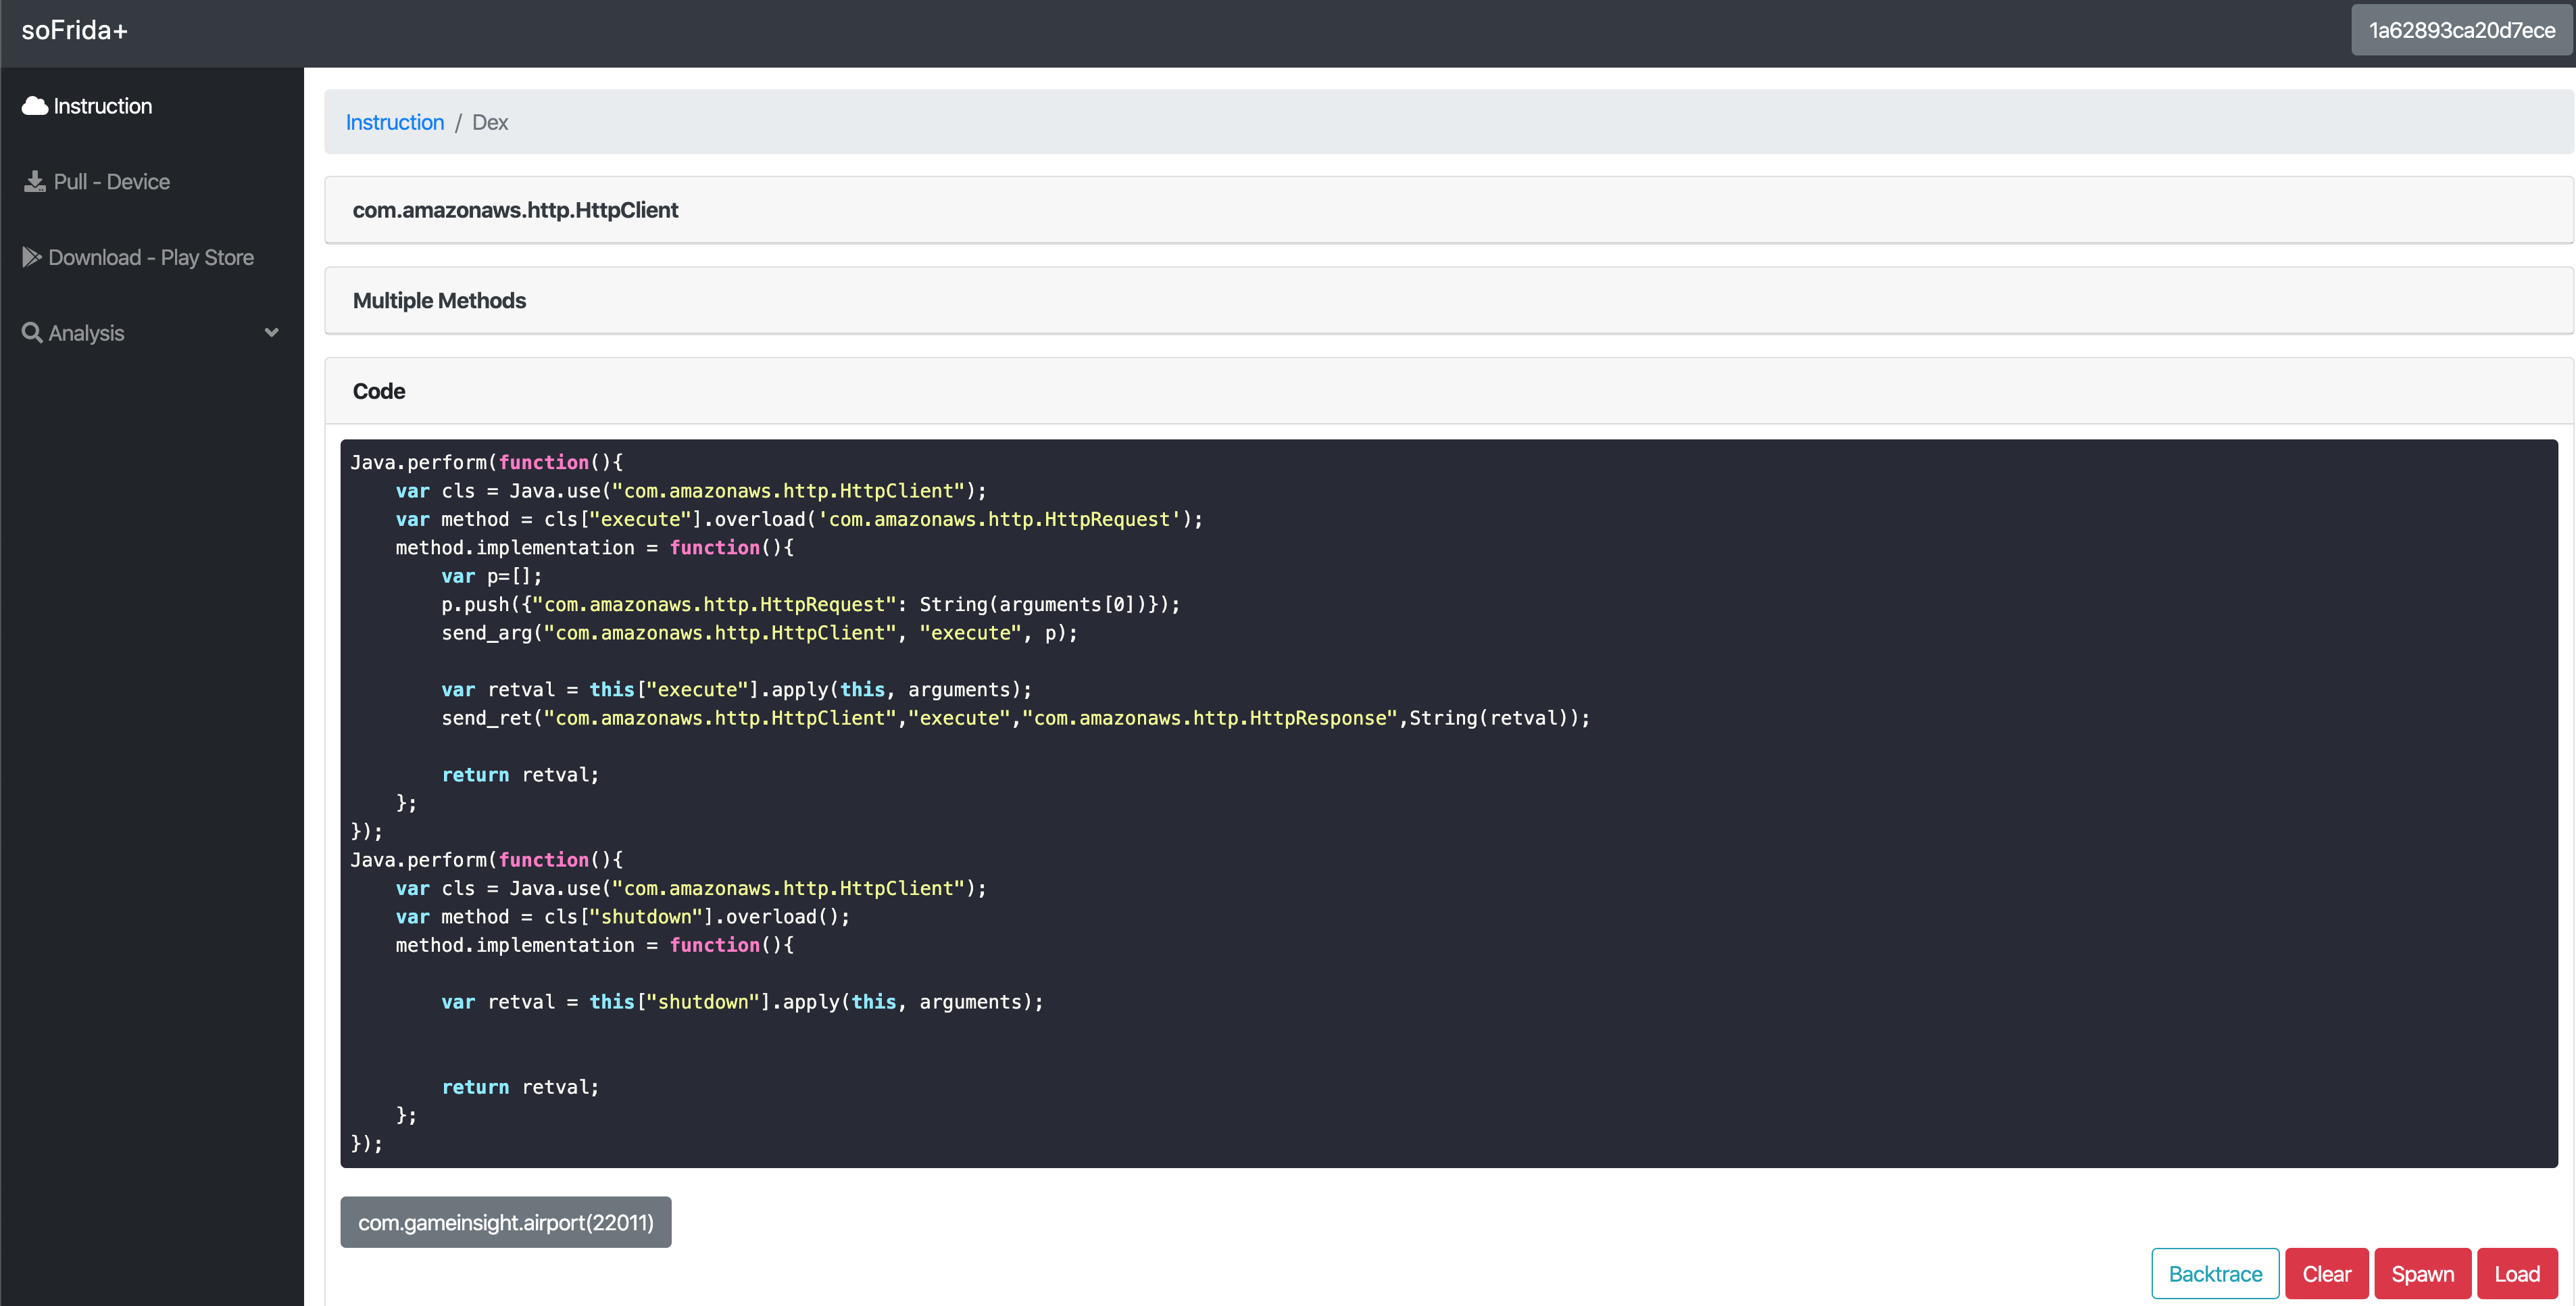 soFrida+
1a62893ca20d7ece
Instruction
Pull - Device
Download - Play Store
Analysis
Instruction / Dex
com.amazonaws.http.HttpClient
Multiple Methods
Code
Java.perform(function(){
    var cls = Java.use("com.amazonaws.http.HttpClient");
    var method = cls["execute"].overload('com.amazonaws.http.HttpRequest');
    method.implementation = function(){
        var p=[];
        p.push({"com.amazonaws.http.HttpRequest": String(arguments[0])});
        send_arg("com.amazonaws.http.HttpClient", "execute", p);
        var retval = this["execute"].apply(this, arguments);
        send_ret("com.amazonaws.http.HttpClient","execute","com.amazonaws.http.HttpResponse",String(retval));
        return retval;
    };
});
Java.perform(function(){
    var cls = Java.use("com.amazonaws.http.HttpClient");
    var method = cls["shutdown"].overload();
    method.implementation = function(){
        var retval = this["shutdown"].apply(this, arguments);
        return retval;
    };
});
com.gameinsight.airport(22011)
Backtrace Clear Spawn Load